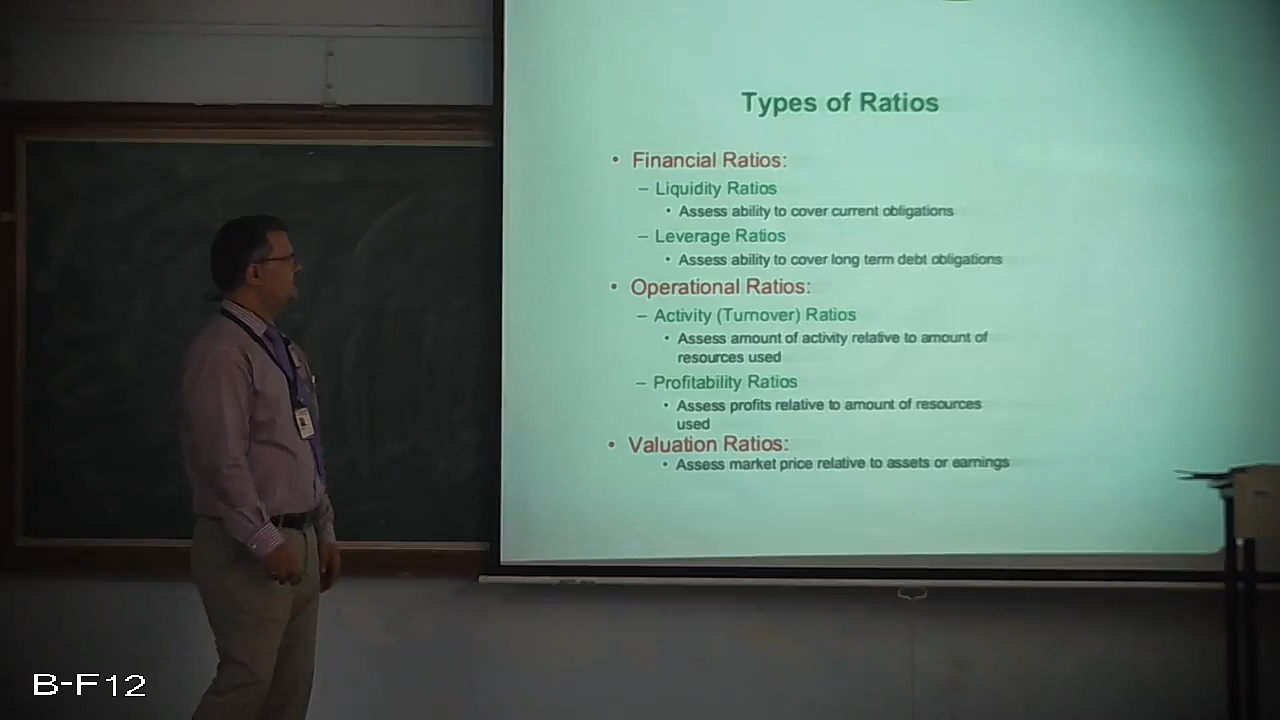 Types of Ratios
• Financial Ratios:
– Liquidity Ratios
• Assess ability to cover current obligations
– Leverage Ratios
• Assess ability to cover long term debt obligations
• Operational Ratios:
– Activity (Turnover) Ratios
• Assess amount of activity relative to amount of
resources used
– Profitability Ratios
• Assess profits relative to amount of resources
used
• Valuation Ratios:
• Assess market price relative to assets or earnings
B-F12